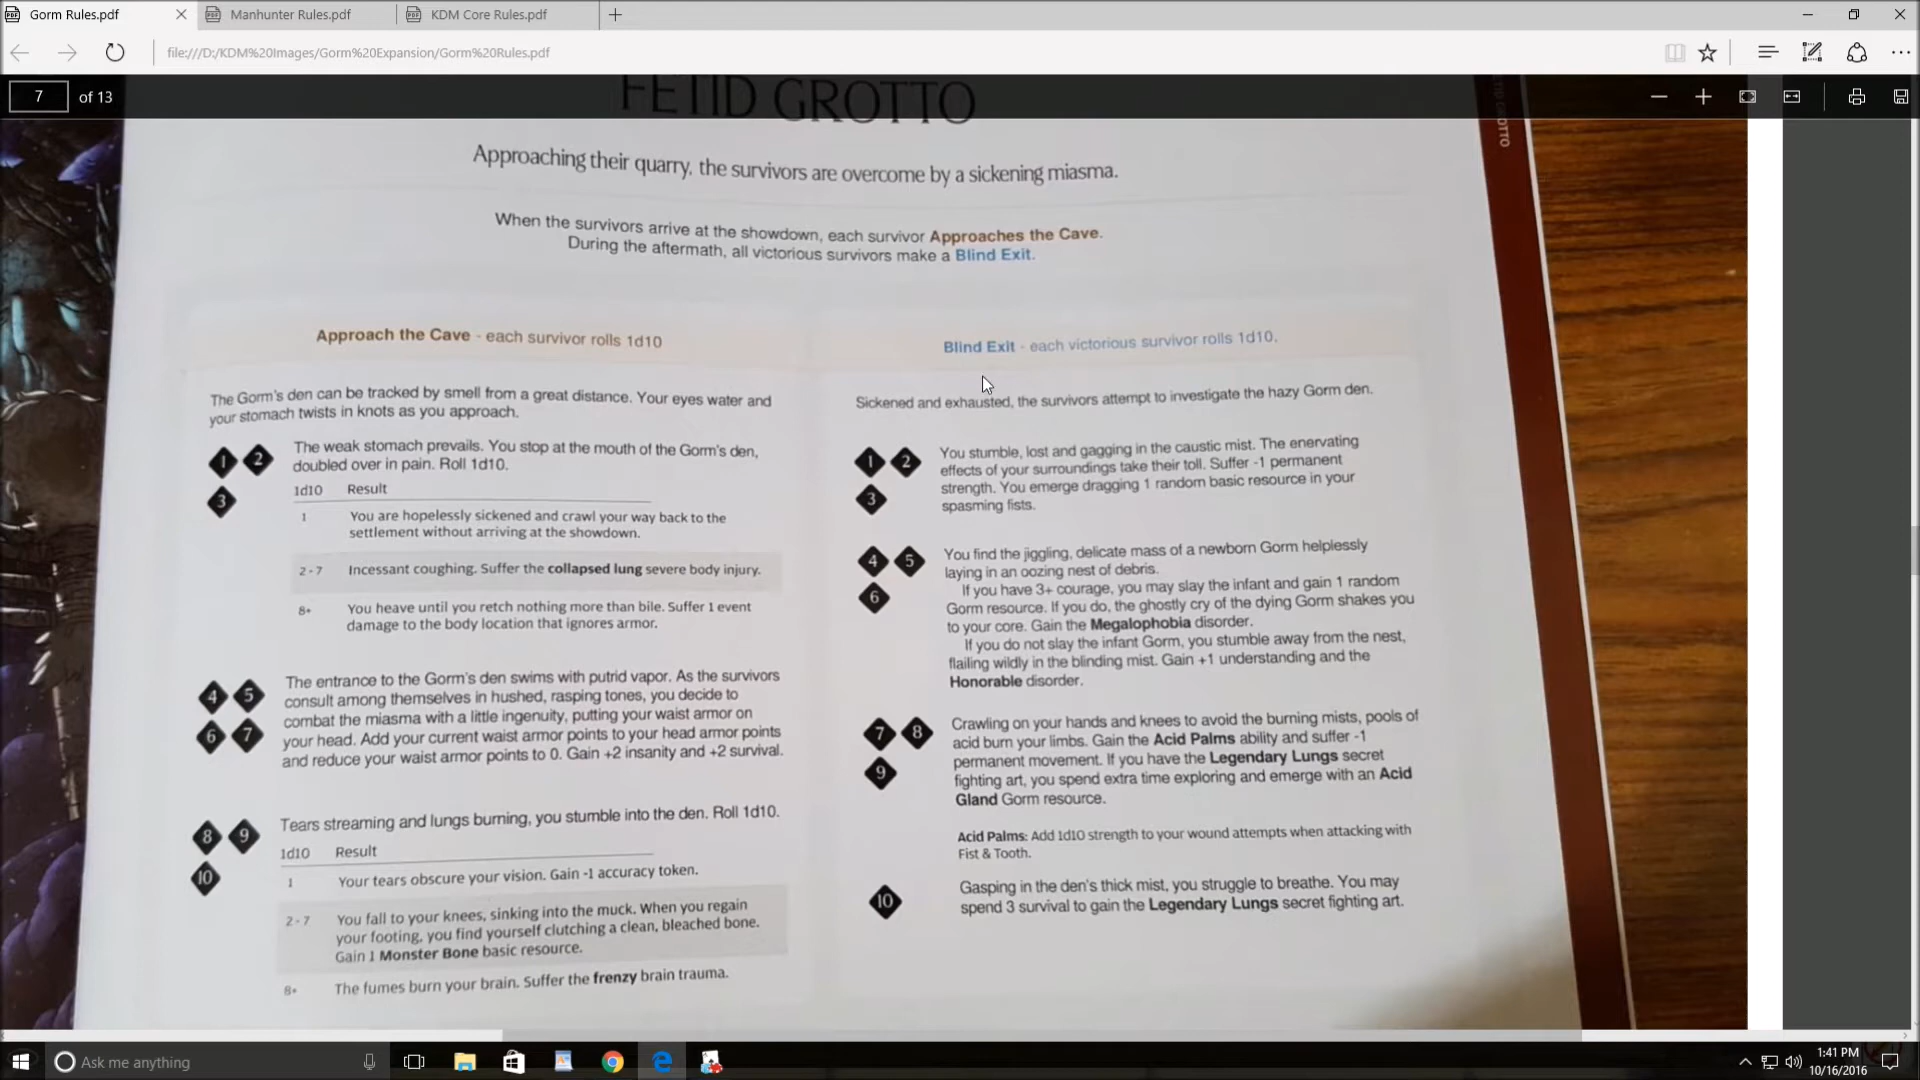 Gorm Rules.pdf
Manhunter Rules.pdf
KDM Core Rules.pdf
file:///D:/KDM%20Images/Gorm%20Expansion/Gorm%20Rules.pdf
7 of 13
FETID GROTTO
Approaching their quarry, the survivors are overcome by a sickening miasma.
When the survivors arrive at the showdown, each survivor Approaches the Cave.
During the aftermath, all victorious survivors make a Blind Exit.
Approach the Cave - each survivor rolls 1d10
The Gorm's den can be tracked by smell from a great distance. Your eyes water and
your stomach twists in knots as you approach.
1 2
3
The weak stomach prevails. You stop at the mouth of the Gorm's den,
doubled over in pain. Roll 1d10.
1d10 Result
1 You are hopelessly sickened and crawl your way back to the
settlement without arriving at the showdown.
2 - 7 Incessant coughing. Suffer the collapsed lung severe body injury.
8+ You heave until you retch nothing more than bile. Suffer 1 event
damage to the body location that ignores armor.
4 5
6 7
The entrance to the Gorm's den swims with putrid vapor. As the survivors
consult among themselves in hushed, rasping tones, you decide to
combat the miasma with a little ingenuity, putting your waist armor on
your head. Add your current waist armor points to your head armor points
and reduce your waist armor points to 0. Gain +2 insanity and +2 survival.
8 9
10
Tears streaming and lungs burning, you stumble into the den. Roll 1d10.
1d10 Result
1 Your tears obscure your vision. Gain -1 accuracy token.
2 - 7 You fall to your knees, sinking into the muck. When you regain
your footing, you find yourself clutching a clean, bleached bone.
Gain 1 Monster Bone basic resource.
8+ The fumes burn your brain. Suffer the frenzy brain trauma.
Blind Exit - each victorious survivor rolls 1d10.
Sickened and exhausted, the survivors attempt to investigate the hazy Gorm den.
1 2
3
You stumble, lost and gagging in the caustic mist. The enervating
effects of your surroundings take their toll. Suffer -1 permanent
strength. You emerge dragging 1 random basic resource in your
spasming fists.
4 5
6
You find the jiggling, delicate mass of a newborn Gorm helplessly
laying in an oozing nest of debris.
If you have 3+ courage, you may slay the infant and gain 1 random
Gorm resource. If you do, the ghostly cry of the dying Gorm shakes you
to your core. Gain the Megalophobia disorder.
If you do not slay the infant Gorm, you stumble away from the nest,
flailing wildly in the blinding mist. Gain +1 understanding and the
Honorable disorder.
7 8
9
Crawling on your hands and knees to avoid the burning mists, pools of
acid burn your limbs. Gain the Acid Palms ability and suffer -1
permanent movement. If you have the Legendary Lungs secret
fighting art, you spend extra time exploring and emerge with an Acid
Gland Gorm resource.
Acid Palms: Add 1d10 strength to your wound attempts when attacking with
Fist & Tooth.
10
Gasping in the den's thick mist, you struggle to breathe. You may
spend 3 survival to gain the Legendary Lungs secret fighting art.
Ask me anything
1:41 PM
10/16/2016